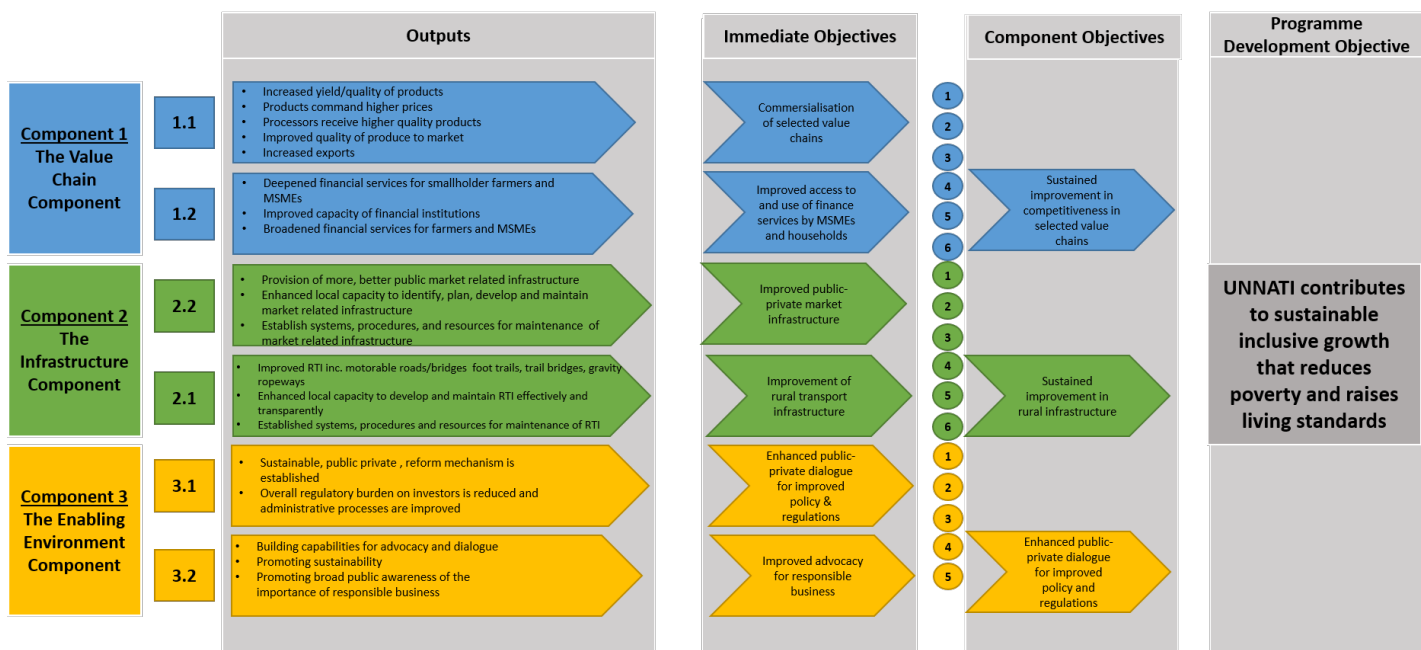 Outputs
Immediate Objectives
Component Objectives
Programme
Development Objective
Component 1
The Value
Chain
Component
1.1
• Increased yield/quality of products
• Products command higher prices
• Processors receive higher quality products
• Improved quality of produce to market
• Increased exports
Commersialisation
of selected value
chains
1.2
• Deepened financial services for smallholder farmers and
MSMEs
• Improved capacity of financial institutions
• Broadened financial services for farmers and MSMEs
Improved access to
and use of finance
services by MSMEs
and households
1
2
3
4
5
6
Sustained
improvement in
competitiveness in
selected value
chains
Component 2
The
Infrastructure
Component
2.2
• Provision of more, better public market related infrastructure
• Enhanced local capacity to identify, plan, develop and maintain
market related infrastructure
• Establish systems, procedures, and resources for maintenance of
market related infrastructure
Improved public-
private market
infrastructure
2.1
• Improved RTI inc. motorable roads/bridges foot trails, trail bridges, gravity
ropeways
• Enhanced local capacity to develop and maintain RTI effectively and
transparently
• Established systems, procedures and resources for maintenance of RTI
Improvement of
rural transport
infrastructure
1
2
3
4
5
6
Sustained
improvement in
rural infrastructure
Component 3
The Enabling
Environment
Component
3.1
• Sustainable, public private , reform mechanism is
established
• Overall regulatory burden on investors is reduced and
administrative processes are improved
Enhanced public-
private dialogue
for improved
policy &
regulations
3.2
• Building capabilities for advocacy and dialogue
• Promoting sustainability
• Promoting broad public awareness of the
importance of responsible business
Improved advocacy
for responsible
business
1
2
3
4
5
Enhanced public-
private dialogue
for improved
policy and
regulations
UNNATI contributes
to sustainable
inclusive growth
that reduces
poverty and raises
living standards